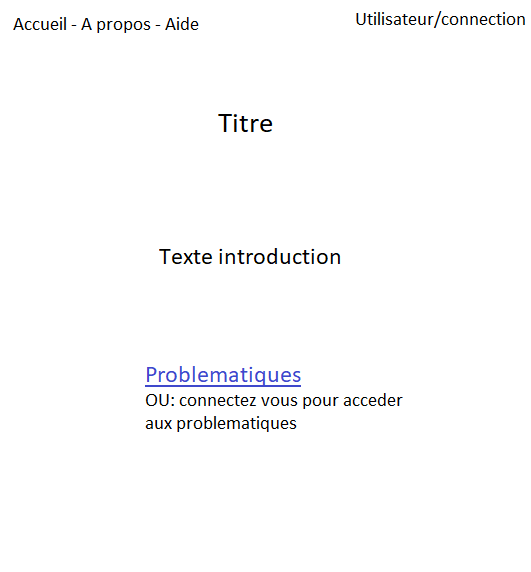 Accueil - A propos - Aide
Utilisateur/connection
Titre
Texte introduction
Problematiques
OU: connectez vous pour acceder
aux problematiques